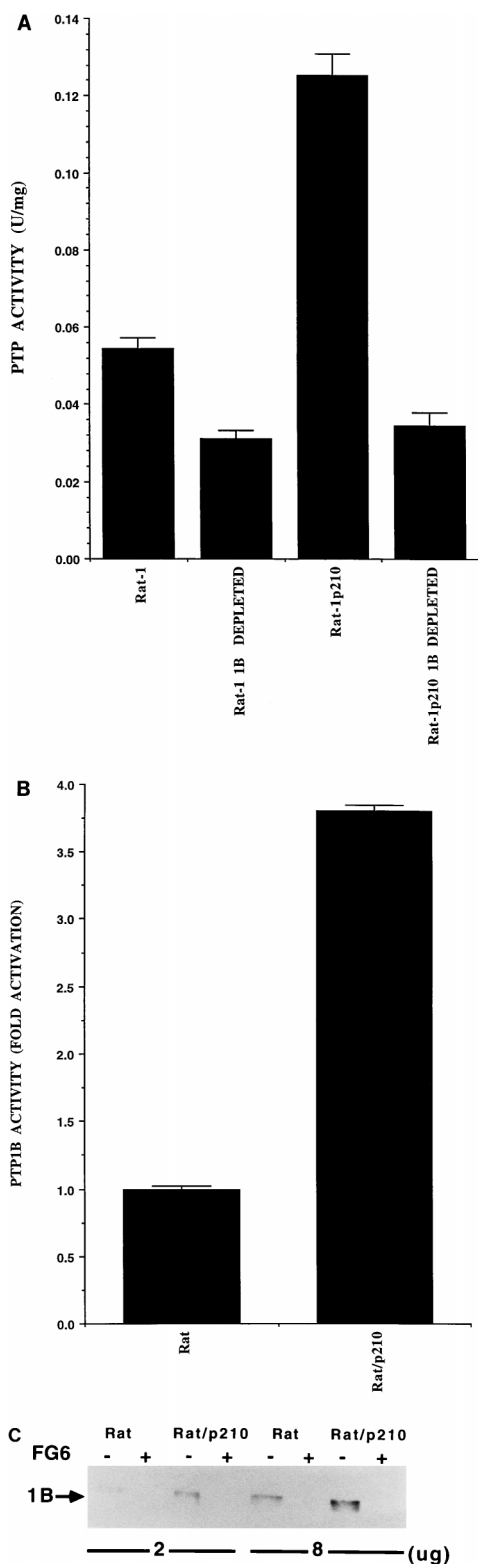 A
PTP ACTIVITY (U/mg)
0.14
0.12
0.10
0.08
0.06
0.04
0.02
0.00
Rat-1
Rat-1 1B DEPLETED
Rat-1p210
Rat-1p210 1B DEPLETED
B
PTP1B ACTIVITY (FOLD ACTIVATION)
4.0
3.5
3.0
2.5
2.0
1.5
1.0
0.5
0.0
Rat
Rat/p210
C
Rat Rat/p210 Rat Rat/p210
FG6 - + - + - + - +
1B
2 8 (ug)